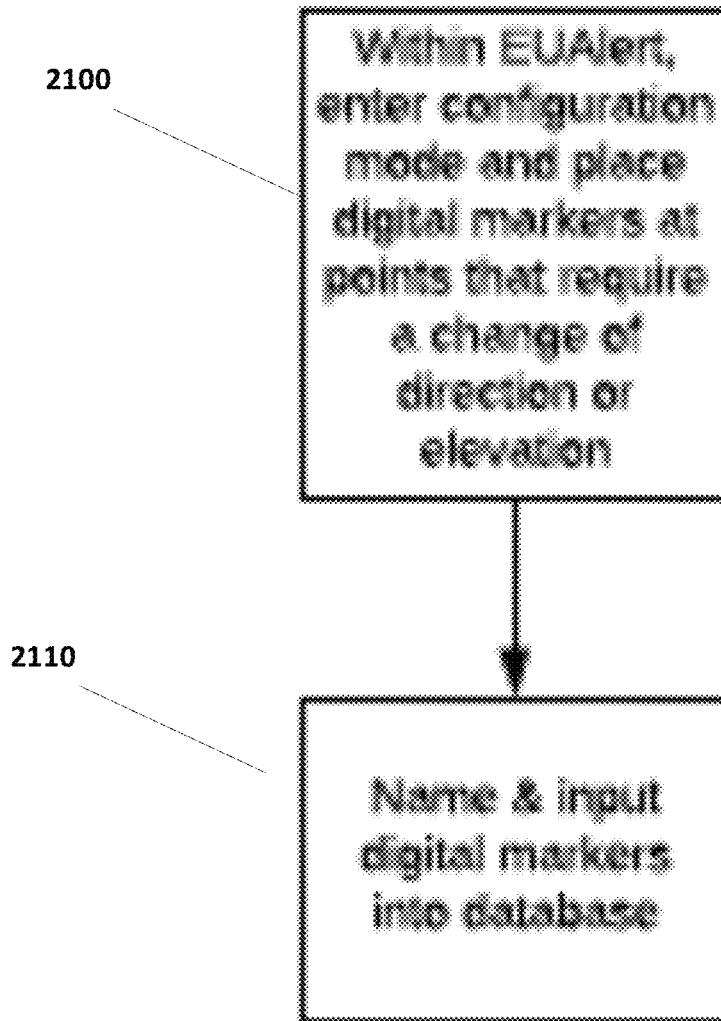 2100
Within EUAlert,
enter configuration
mode and place
digital markers at
points that require
a change of
direction or
elevation
2110
Name & input
digital markers
into database